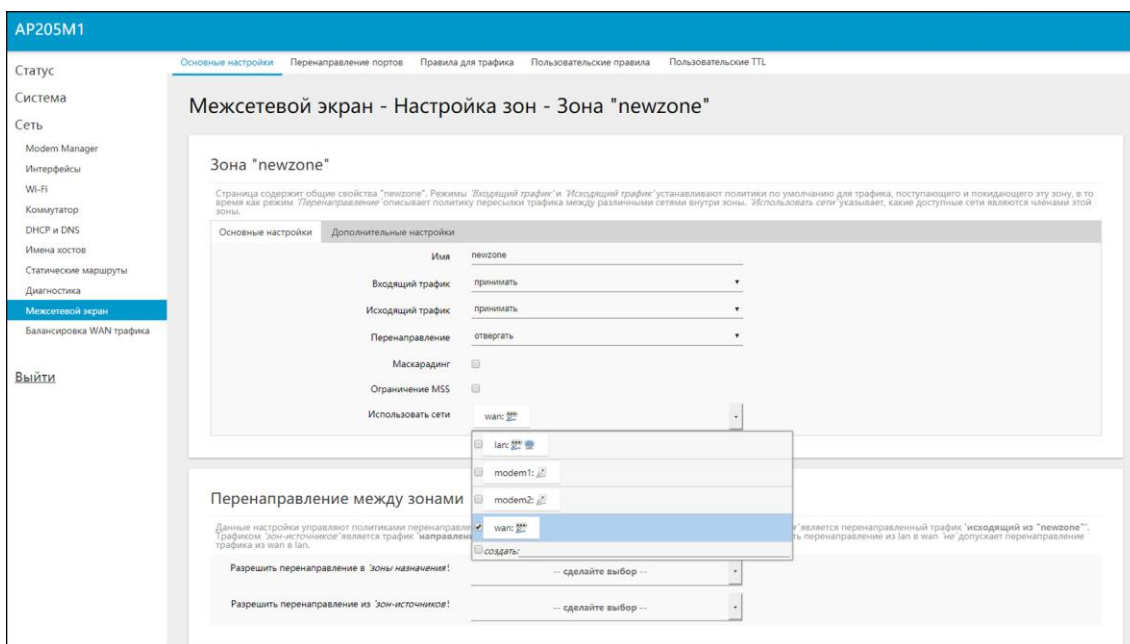 AP205M1
Основные настройки Перенаправление портов Правила для трафика Пользовательские правила Пользовательские TTL
Статус
Система
Сеть
Modem Manager
Интерфейсы
Wi-Fi
Коммутатор
DHCP и DNS
Имена хостов
Статические маршруты
Диагностика
Межсетевой экран
Балансировка WAN трафика
Выйти
Межсетевой экран - Настройка зон - Зона "newzone"
Зона "newzone"
Страница содержит общие свойства "newzone". Режимы 'Входящий трафик' и 'Исходящий трафик' устанавливают политики по умолчанию для трафика, поступающего и покидающего эту зону, в то
время как режим 'Перенаправление' описывает политику пересылки трафика между различными сетями внутри зоны. 'Использовать сети' указывает, какие доступные сети являются членами этой
зоны.
Основные настройки Дополнительные настройки
Имя newzone
Входящий трафик принимать
Исходящий трафик принимать
Перенаправление отвергать
Маскарадинг
Ограничение MSS
Использовать сети wan:
lan:
modem1:
modem2:
wan:
создать:
Перенаправление между зонами
Данные настройки управляют политиками перенаправле я' является перенаправленный трафик 'исходящий из "newzone"'.
Трафиком 'зон-источников' является трафик 'направлен ть перенаправление из lan в wan 'не' допускает перенаправление
трафика из wan в lan.
Разрешить перенаправление в 'зоны назначения': -- сделайте выбор --
Разрешить перенаправление из 'зон-источников': -- сделайте выбор --